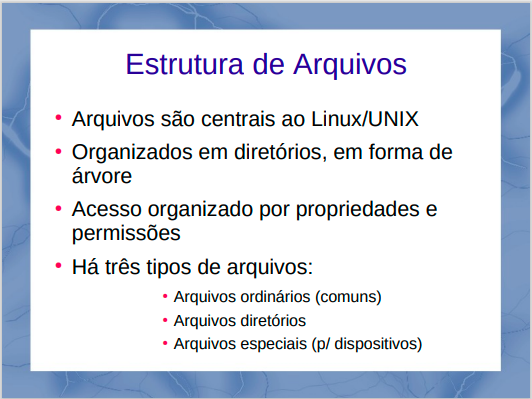 Estrutura de Arquivos
• Arquivos são centrais ao Linux/UNIX
• Organizados em diretórios, em forma de
árvore
• Acesso organizado por propriedades e
permissões
• Há três tipos de arquivos:
• Arquivos ordinários (comuns)
• Arquivos diretórios
• Arquivos especiais (p/ dispositivos)